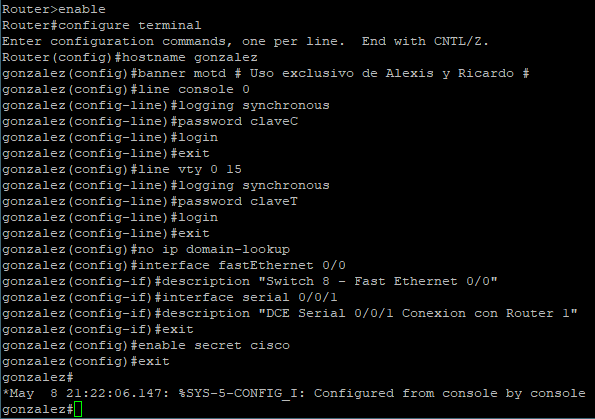 Router>enable
Router#configure terminal
Enter configuration commands, one per line.  End with CNTL/Z.
Router(config)#hostname gonzalez
gonzalez(config)#banner motd # Uso exclusivo de Alexis y Ricardo #
gonzalez(config)#line console 0
gonzalez(config-line)#logging synchronous
gonzalez(config-line)#password claveC
gonzalez(config-line)#login
gonzalez(config-line)#exit
gonzalez(config)#line vty 0 15
gonzalez(config-line)#logging synchronous
gonzalez(config-line)#password claveT
gonzalez(config-line)#login
gonzalez(config-line)#exit
gonzalez(config)#no ip domain-lookup
gonzalez(config)#interface fastEthernet 0/0
gonzalez(config-if)#description "Switch 8 - Fast Ethernet 0/0"
gonzalez(config-if)#interface serial 0/0/1
gonzalez(config-if)#description "DCE Serial 0/0/1 Conexion con Router 1"
gonzalez(config-if)#exit
gonzalez(config)#enable secret cisco
gonzalez(config)#exit
gonzalez#
*May  8 21:22:06.147: %SYS-5-CONFIG_I: Configured from console by console
gonzalez#